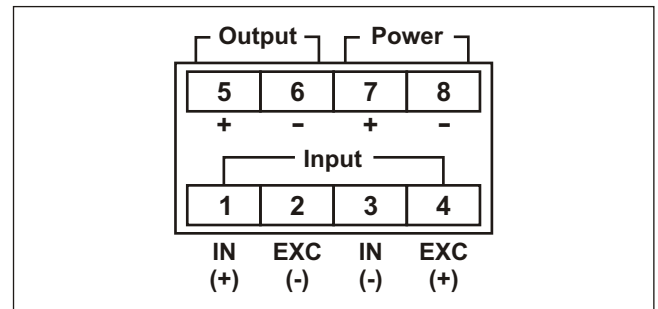 Output Power
5 6 7 8
+ – + –
Input
1 2 3 4
IN EXC IN EXC
(+) (-) (-) (+)